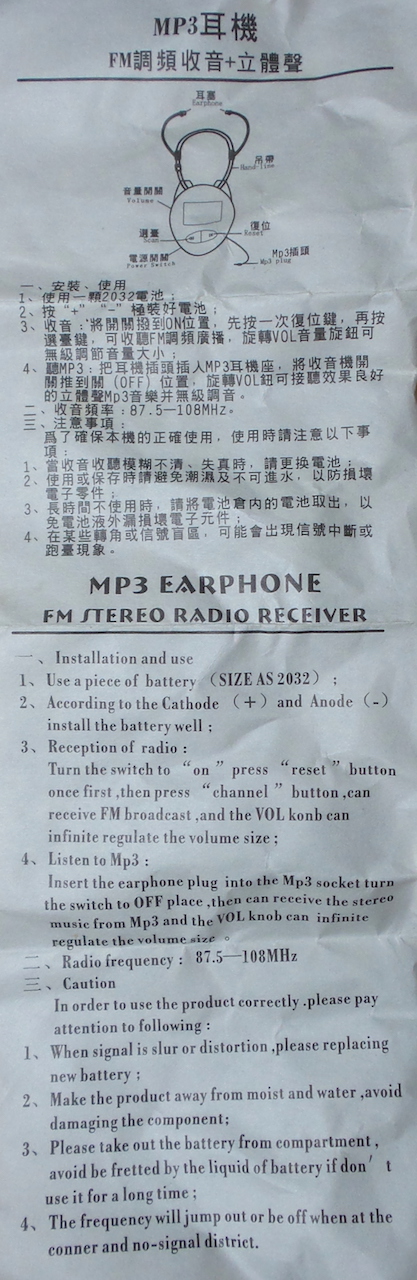 MP3耳機
FM調頻收音+立體聲
耳塞
Earphone
吊帶
Hand-line
音量開關
Volume
選臺
Scan
復位
Reset
電源開關
Power Switch
Mp3插頭
Mp3 plug
一、安裝、使用
1、使用一顆2032電池；
2、按“+”“-”極裝好電池；
3、收音：將開關撥到ON位置，先按一次復位鍵，再按
選臺鍵，可收聽FM調頻廣播，旋轉VOL音量旋鈕可
無級調節音量大小；
4、聽MP3：把耳機插頭插人MP3耳機座，將收音機開
關推到關（OFF）位置，旋轉VOL鈕可接聽效果良好
的立體聲Mp3音樂并無級調音。
二、收音頻率：87.5—108MHz。
三、注意事項：
爲了確保本機的正確使用，使用時請注意以下事
項：
1、當收音收聽模糊不清、失真時，請更換電池；
2、使用或保存時請避免潮濕及不可進水，以防損壞
電子零件；
3、長時間不使用時，請將電池倉内的電池取出，以
免電池液外漏損壞電子元件；
4、在某些轉角或信號盲區，可能會出現信號中斷或
跑臺現象。
MP3 EARPHONE
FM STEREO RADIO RECEIVER
一、Installation and use
1、Use a piece of battery （SIZE AS 2032）；
2、According to the Cathode （+） and Anode （-）
install the battery well；
3、Reception of radio：
Turn the switch to “on” press “reset” button
once first ,then press “channel” button ,can
receive FM broadcast ,and the VOL konb can
infinite regulate the volume size；
4、Listen to Mp3：
Insert the earphone plug into the Mp3 socket turn
the switch to OFF place ,then can receive the stereo
music from Mp3 and the VOL knob can infinite
regulate the volume size 。
二、Radio frequency： 87.5—108MHz
三、Caution
In order to use the product correctly .please pay
attention to following：
1、When signal is slur or distortion ,please replacing
new battery；
2、Make the product away from moist and water ,avoid
damaging the component;
3、Please take out the battery from compartment ,
avoid be fretted by the liquid of battery if don't
use it for a long time；
4、The frequency will jump out or be off when at the
conner and no-signal district.